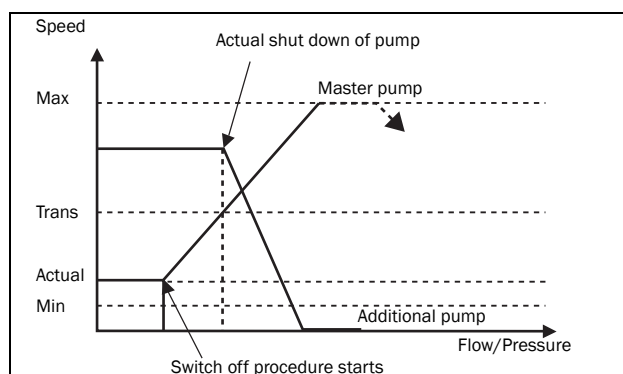 Speed
Actual shut down of pump
Max
Master pump
Trans
Actual
Min
Additional pump
Flow/Pressure
Switch off procedure starts